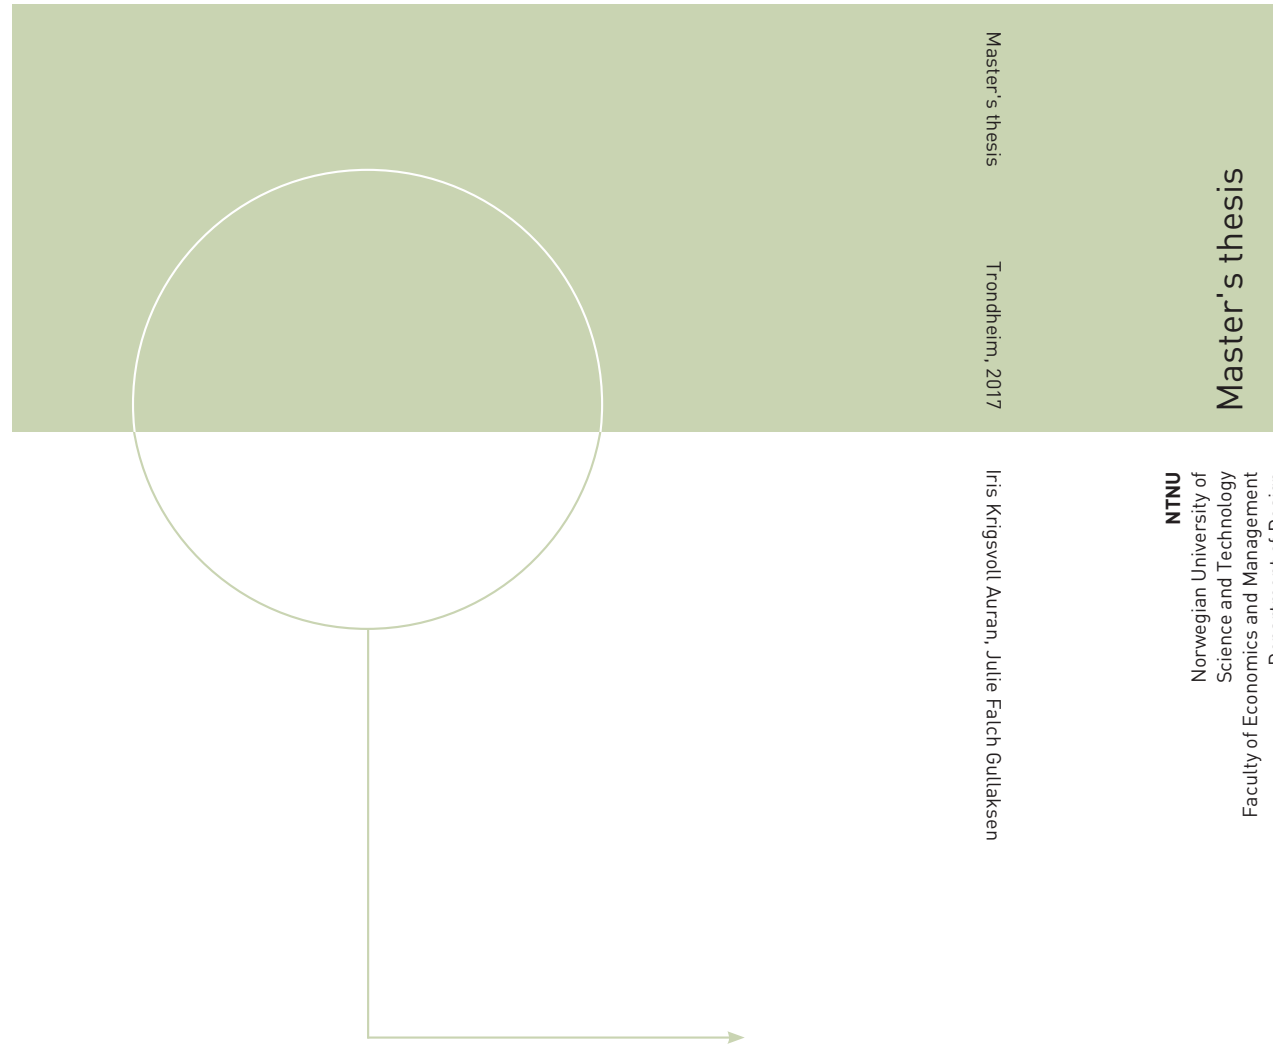 Master's thesis
Trondheim, 2017
Iris Krigsvoll Auran, Julie Falch Gullaksen
Master's thesis
NTNU
Norwegian University of
Science and Technology
Faculty of Economics and Management